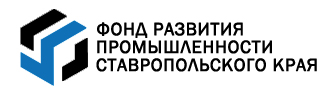 ФОНД РАЗВИТИЯ
ПРОМЫШЛЕННОСТИ
СТАВРОПОЛЬСКОГО КРАЯ